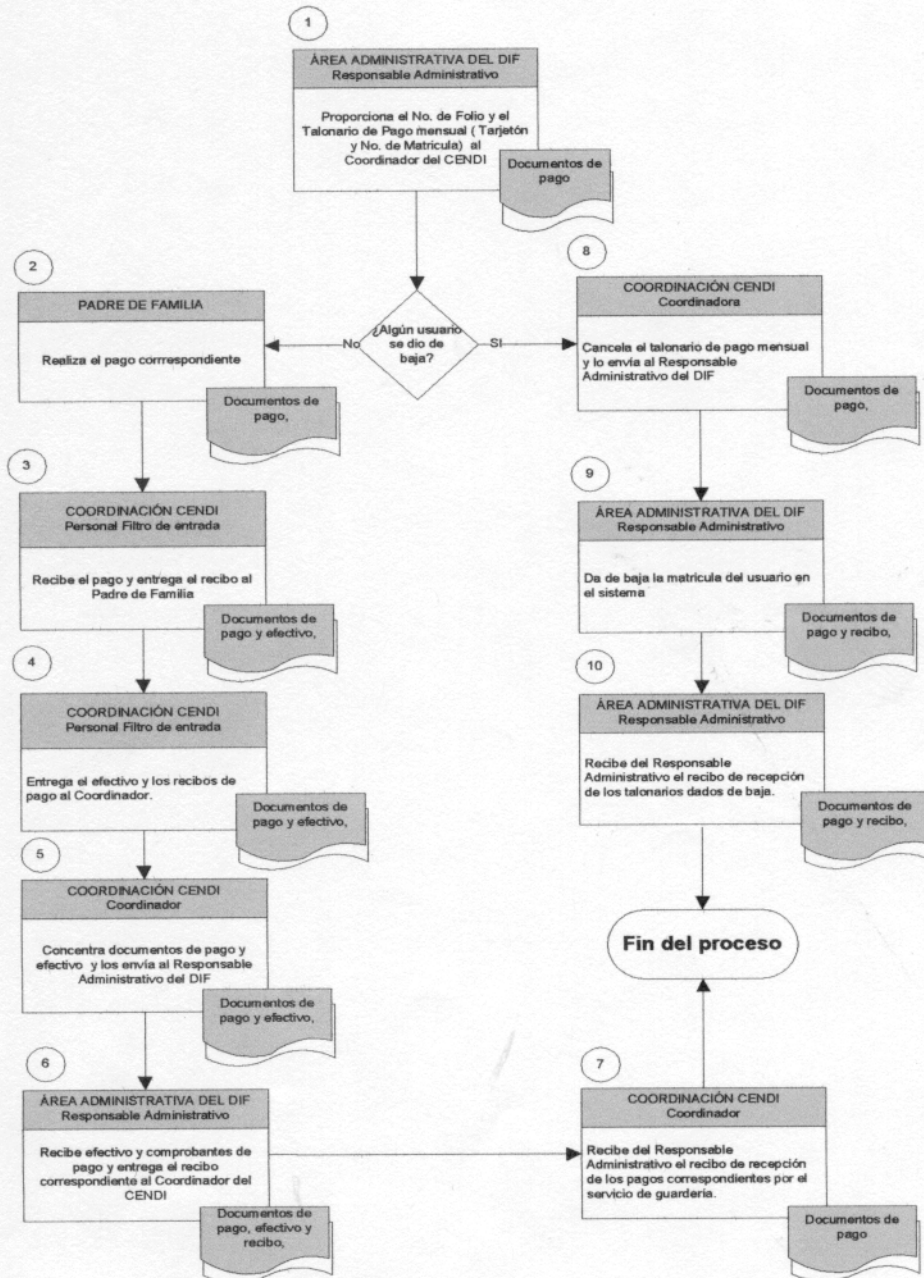 1
ÁREA ADMINISTRATIVA DEL DIF
Responsable Administrativo
Proporciona el No. de Folio y el
Talonario de Pago mensual ( Tarjetón
y No. de Matricula) al
Coordinador del CENDI
Documentos de
pago
¿Algún usuario
se dio de
baja?
No
SI
2
PADRE DE FAMILIA
Realiza el pago corrrespondiente
Documentos de
pago,
3
COORDINACIÓN CENDI
Personal Filtro de entrada
Recibe el pago y entrega el recibo al
Padre de Familia
Documentos de
pago y efectivo,
4
COORDINACIÓN CENDI
Personal Filtro de entrada
Entrega el efectivo y los recibos de
pago al Coordinador.
Documentos de
pago y efectivo,
5
COORDINACIÓN CENDI
Coordinador
Concentra documentos de pago y
efectivo y los envía al Responsable
Administrativo del DIF
Documentos de
pago y efectivo,
6
ÁREA ADMINISTRATIVA DEL DIF
Responsable Administrativo
Recibe efectivo y comprobantes de
pago y entrega el recibo
correspondiente al Coordinador del
CENDI
Documentos de
pago, efectivo y
recibo,
7
COORDINACIÓN CENDI
Coordinador
Recibe del Responsable
Administrativo el recibo de recepción
de los pagos correspondientes por el
servicio de guardería.
Documentos de
pago
8
COORDINACIÓN CENDI
Coordinadora
Cancela el talonario de pago mensual
y lo envía al Responsable
Administrativo del DIF
Documentos de
pago,
9
ÁREA ADMINISTRATIVA DEL DIF
Responsable Administrativo
Da de baja la matricula del usuario en
el sistema
Documentos de
pago y recibo,
10
ÁREA ADMINISTRATIVA DEL DIF
Responsable Administrativo
Recibe del Responsable
Administrativo el recibo de recepción
de los talonarios dados de baja.
Documentos de
pago y recibo,
Fin del proceso